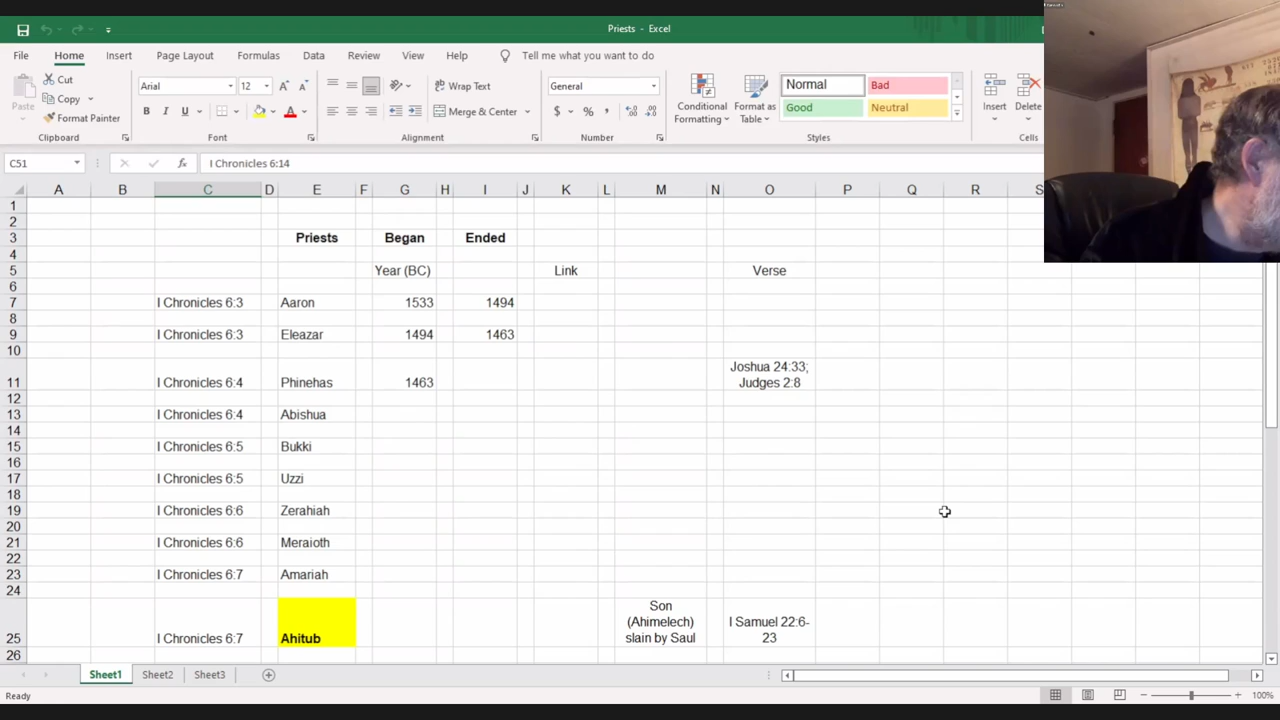 Priests - Excel
File Home Insert Page Layout Formulas Data Review View Help Tell me what you want to do
Paste
Cut
Copy
Format Painter
Clipboard
Arial 12
B I U
Font
Wrap Text
Merge & Center
Alignment
General
$ % ,
Number
Conditional Formatting
Format as Table
Normal Bad
Good Neutral
Styles
Insert Delete
Cells
C51 fx I Chronicles 6:14
A B C D E F G H I J K L M N O P Q R S
1
2
3 Priests Began Ended
4
5 Year (BC) Link Verse
6
7 I Chronicles 6:3 Aaron 1533 1494
8
9 I Chronicles 6:3 Eleazar 1494 1463
10
Joshua 24:33;
11 I Chronicles 6:4 Phinehas 1463 Judges 2:8
12
13 I Chronicles 6:4 Abishua
14
15 I Chronicles 6:5 Bukki
16
17 I Chronicles 6:5 Uzzi
18
19 I Chronicles 6:6 Zerahiah
20
21 I Chronicles 6:6 Meraioth
22
23 I Chronicles 6:7 Amariah
24
Son
(Ahimelech) I Samuel 22:6-
25 I Chronicles 6:7 Ahitub slain by Saul 23
26
Sheet1 Sheet2 Sheet3
Ready 100%